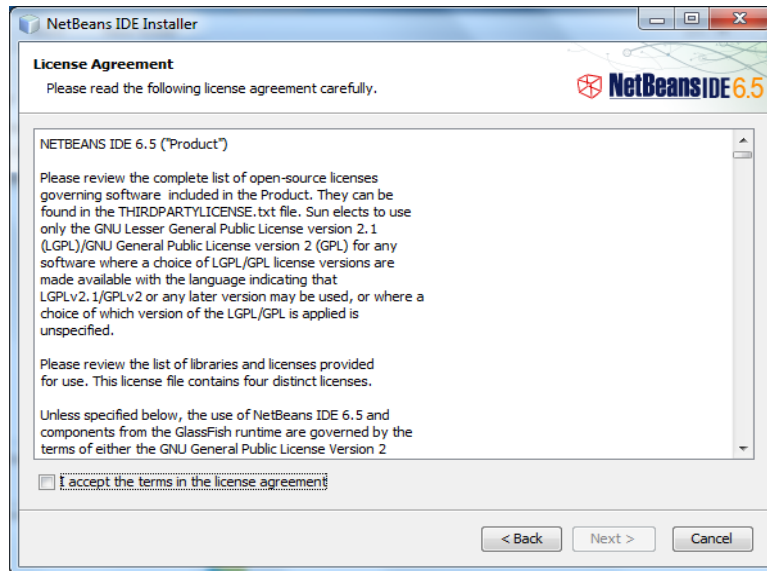 NetBeans IDE Installer
License Agreement
Please read the following license agreement carefully.
NetBeans IDE 6.5
NETBEANS IDE 6.5 ("Product")
Please review the complete list of open-source licenses
governing software  included in the Product. They can be
found in the THIRDPARTYLICENSE.txt file. Sun elects to use
only the GNU Lesser General Public License version 2.1
(LGPL)/GNU General Public License version 2 (GPL) for any
software where a choice of LGPL/GPL license versions are
made available with the language indicating that
LGPLv2.1/GPLv2 or any later version may be used, or where a
choice of which version of the LGPL/GPL is applied is
unspecified.
Please review the list of libraries and licenses provided
for use. This license file contains four distinct licenses.
Unless specified below, the use of NetBeans IDE 6.5 and
components from the GlassFish runtime are governed by the
terms of either the GNU General Public License Version 2
I accept the terms in the license agreement
< Back Next > Cancel